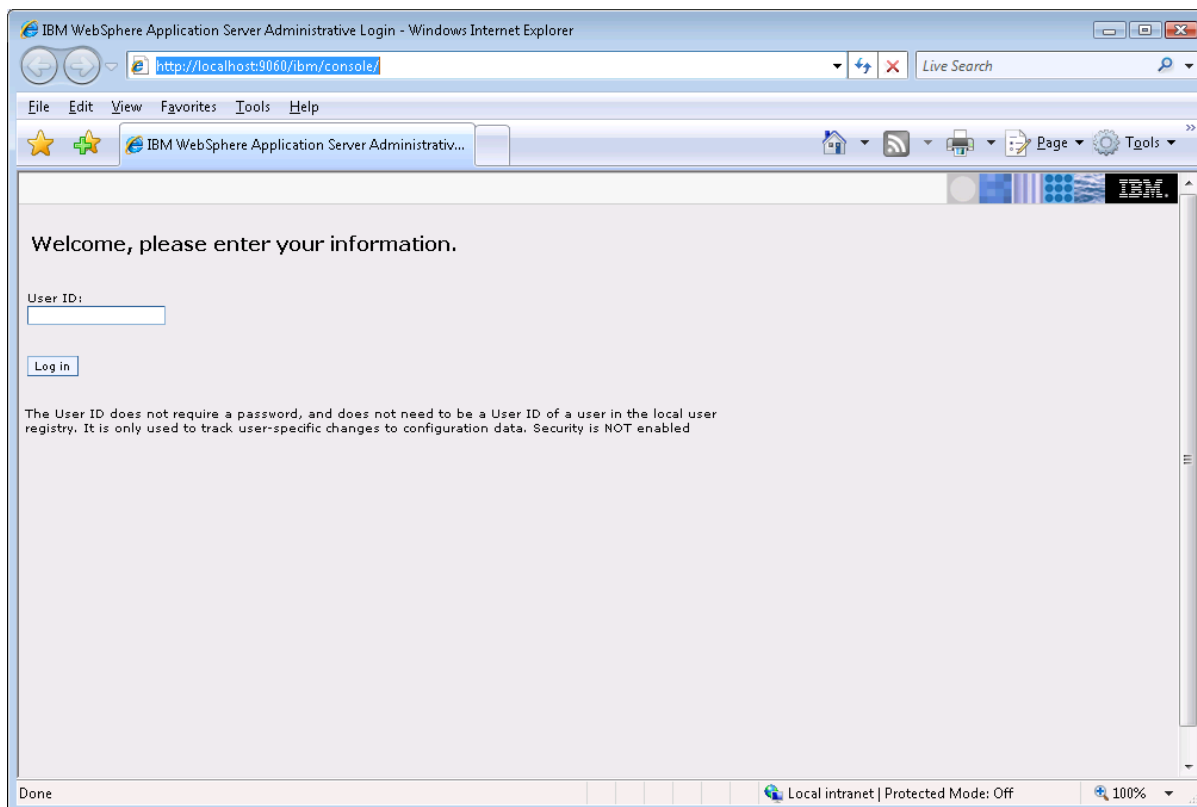 IBM WebSphere Application Server Administrative Login - Windows Internet Explorer
http://localhost:9060/ibm/console/
Live Search
File Edit View Favorites Tools Help
IBM WebSphere Application Server Administrativ...
Page Tools
IBM.
Welcome, please enter your information.
User ID:
Log in
The User ID does not require a password, and does not need to be a User ID of a user in the local user
registry. It is only used to track user-specific changes to configuration data. Security is NOT enabled
Done
Local intranet | Protected Mode: Off
100%